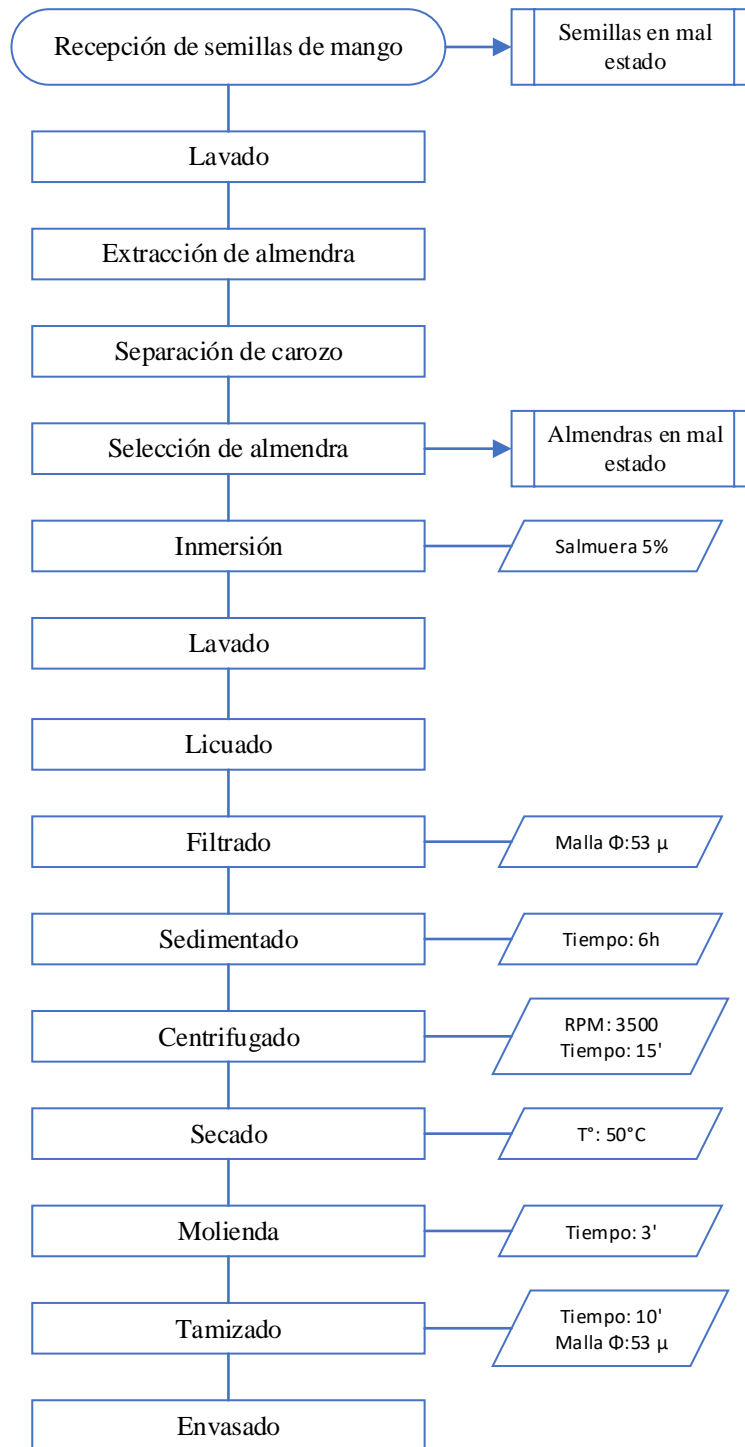 Recepción de semillas de mango
Semillas en mal
estado
Lavado
Extracción de almendra
Separación de carozo
Selección de almendra
Almendras en mal
estado
Inmersión
Salmuera 5%
Lavado
Licuado
Filtrado
Malla Φ:53 µ
Sedimentado
Tiempo: 6h
Centrifugado
RPM: 3500
Tiempo: 15'
Secado
T°: 50°C
Molienda
Tiempo: 3'
Tamizado
Tiempo: 10'
Malla Φ:53 µ
Envasado